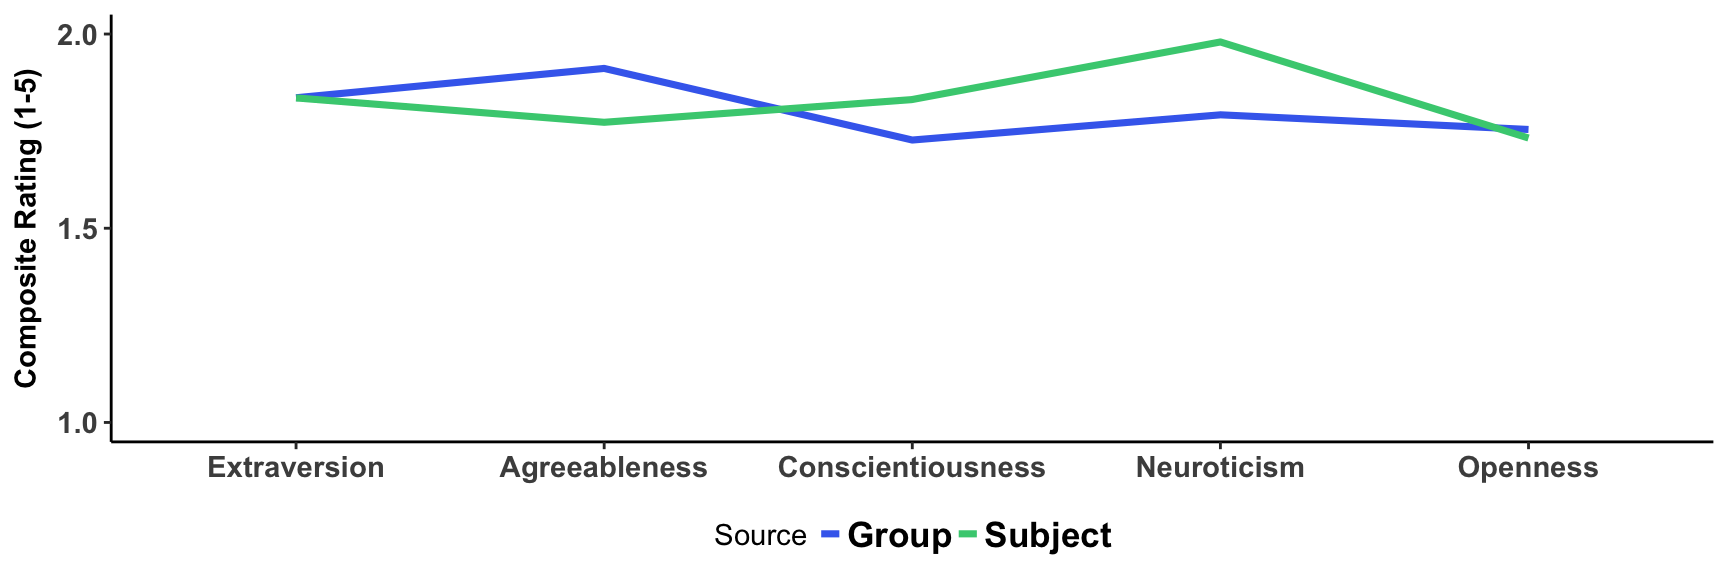 Composite Rating (1-5)
2.0
1.5
1.0
Extraversion Agreeableness Conscientiousness Neuroticism Openness
Source Group Subject